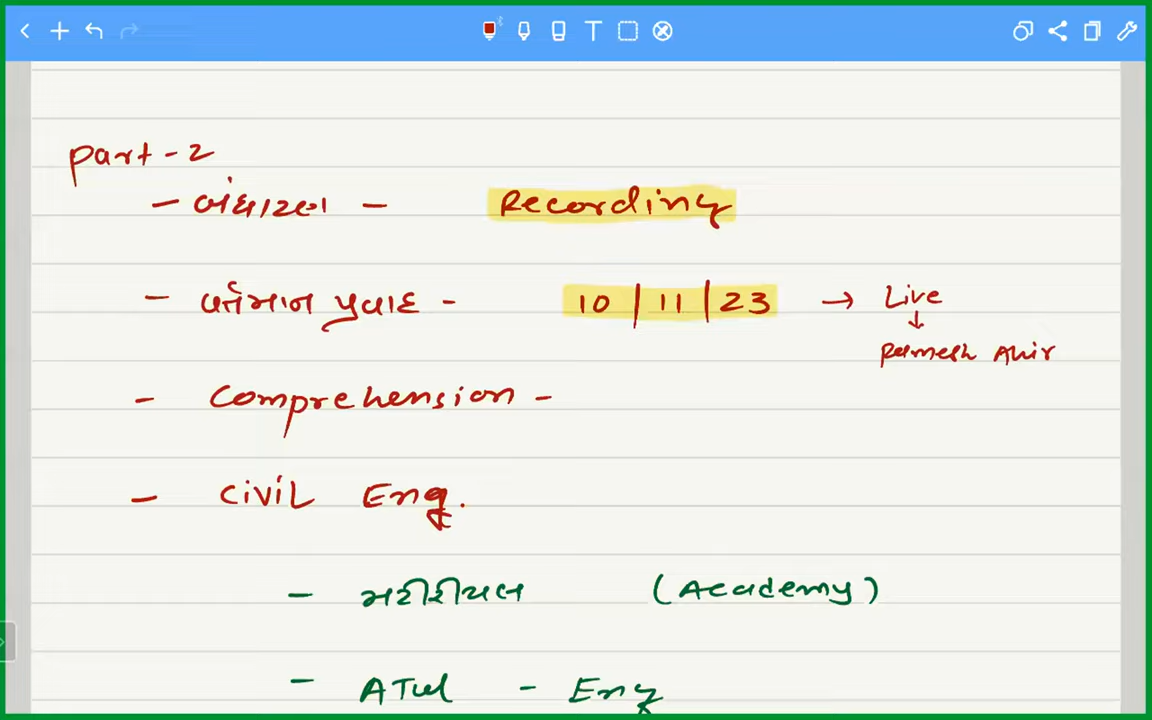 Part - 2
- બંધારણ - Recording
- વર્તમાન પ્રવાહ - 10 | 11 | 23 → Live
↓
Ramesh Ahir
- Comprehension -
- Civil Eng.
- મટીરીયલ (Academy)
- ATul - Eng